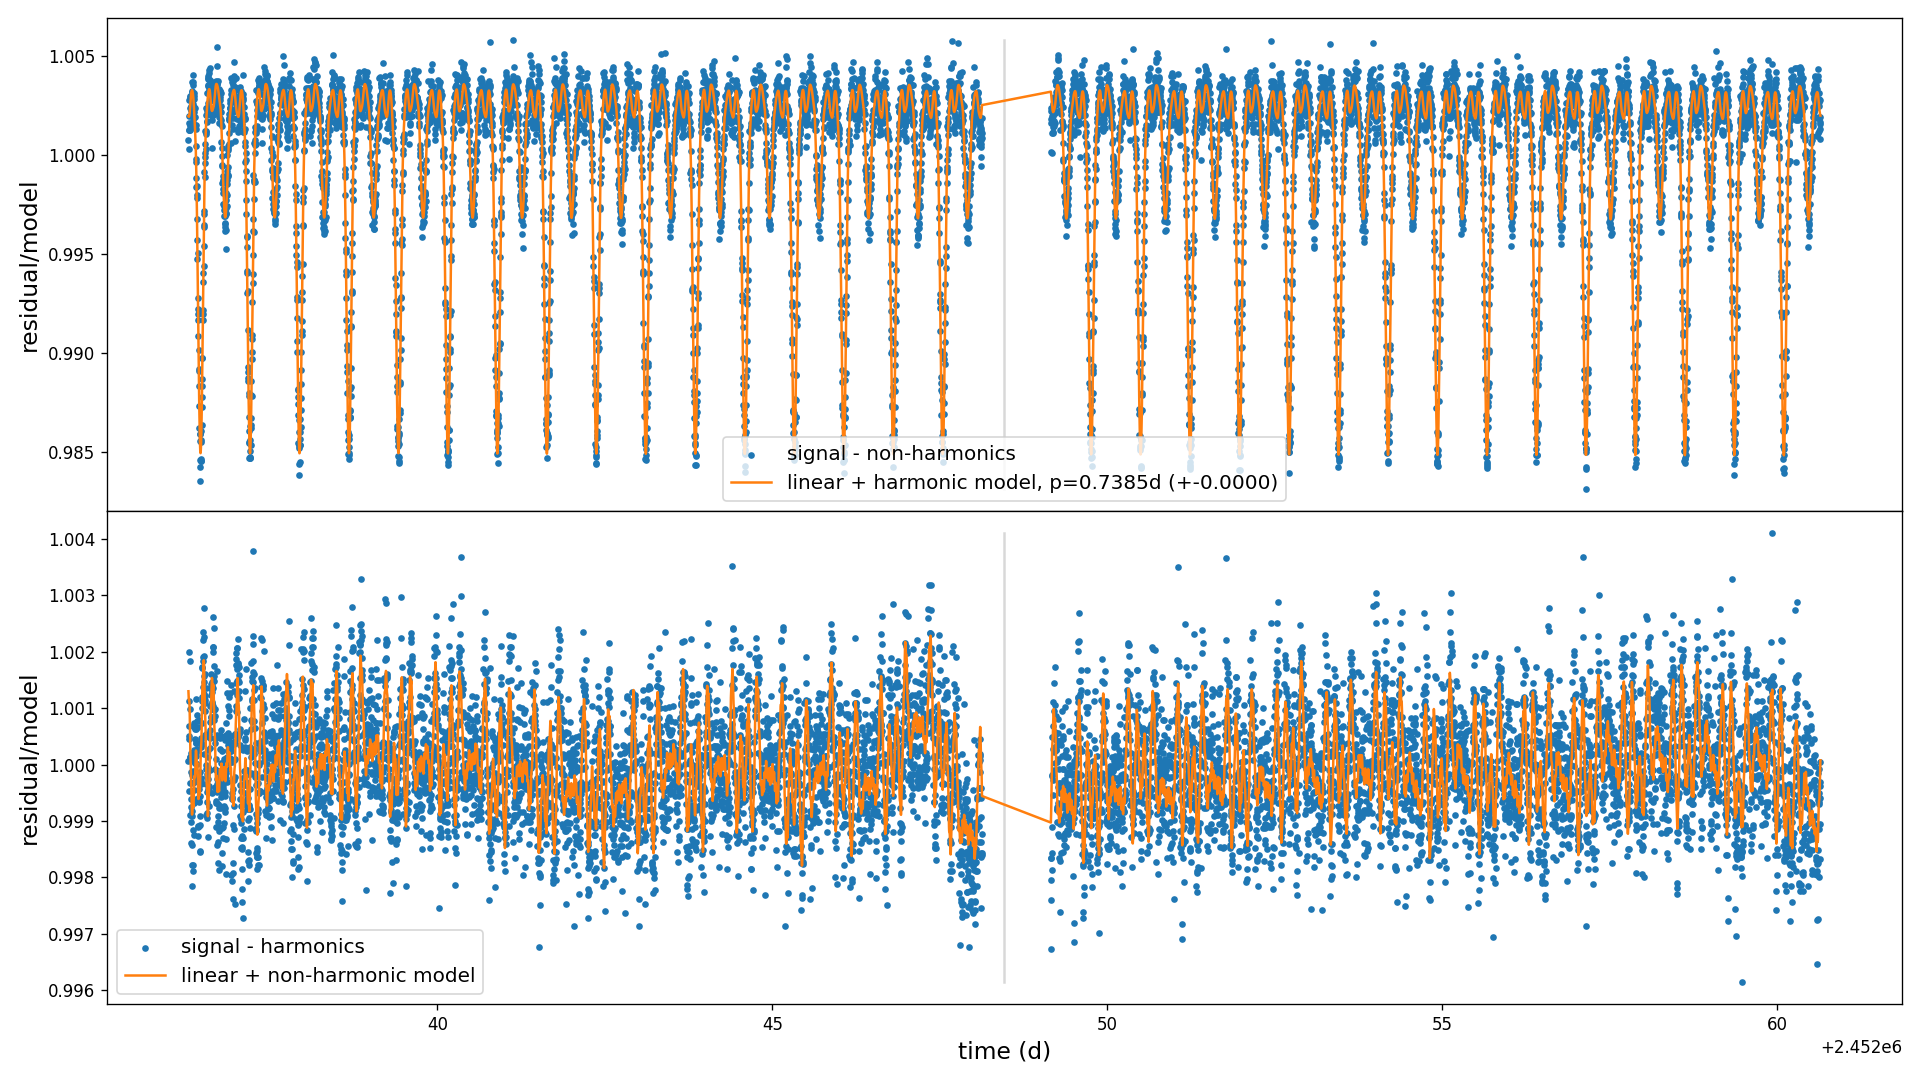 residual/model
1.005
1.000
0.995
0.990
0.985
signal - non-harmonics
linear + harmonic model, p=0.7385d (+-0.0000)
residual/model
1.004
1.003
1.002
1.001
1.000
0.999
0.998
0.997
0.996
signal - harmonics
linear + non-harmonic model
40
45
50
55
60
time (d)
+2.452e6